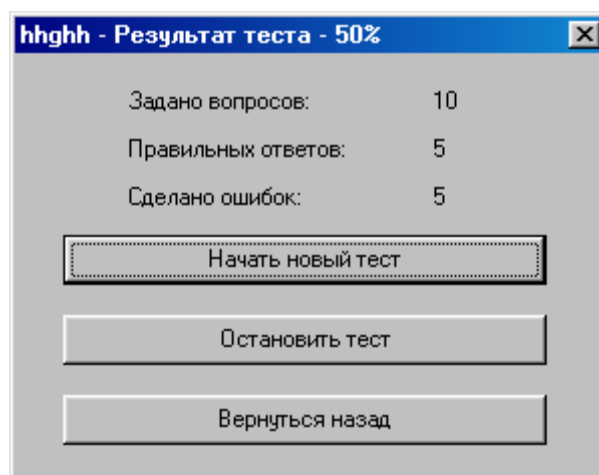 hhghh - Результат теста - 50%
Задано вопросов: 10
Правильных ответов: 5
Сделано ошибок: 5
Начать новый тест
Остановить тест
Вернуться назад